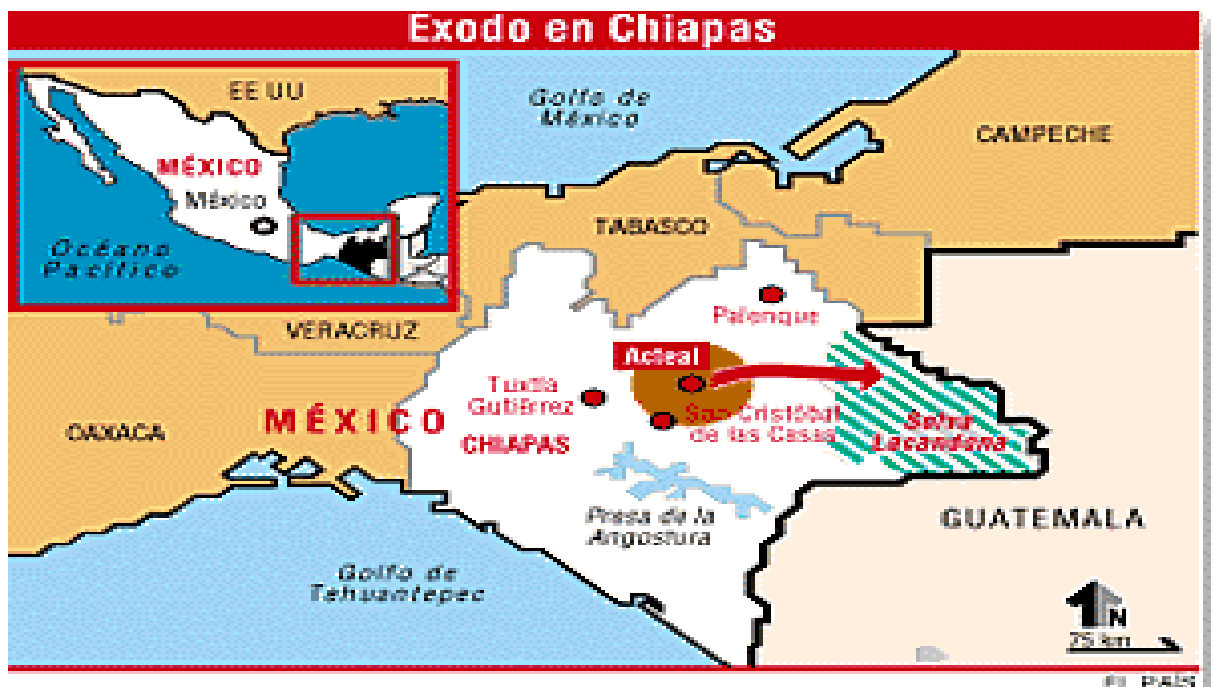 Exodo en Chiapas
EE UU
MÉXICO
México
Océano
Pacífico
Golfo de
México
CAMPECHE
TABASCO
VERACRUZ
Palenque
Acteal
Tuxtla
Gutiérrez
San Cristóbal
de las Casas
MÉXICO
OAXACA
CHIAPAS
Selva
Lacandona
Presa de la
Angostura
GUATEMALA
Golfo de
Tehuantepec
N
75 km
EL PAÍS